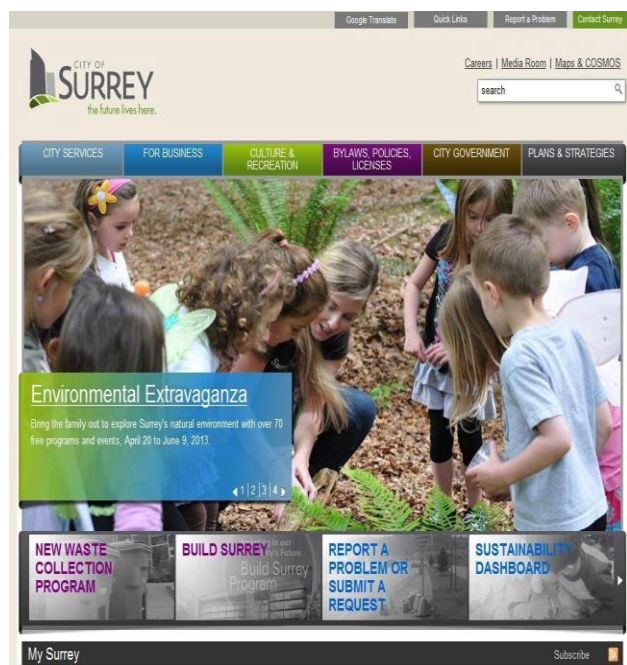 Google Translate
Quick Links
Report a Problem
Contact Surrey
CITY OF
SURREY
the future lives here.
Careers | Media Room | Maps & COSMOS
search
CITY SERVICES
FOR BUSINESS
CULTURE &
RECREATION
BYLAWS, POLICIES,
LICENSES
CITY GOVERNMENT
PLANS & STRATEGIES
Environmental Extravaganza
Bring the family out to explore Surrey's natural environment with over 70
free programs and events, April 20 to June 9, 2013.
1 | 2 | 3 | 4
NEW WASTE
COLLECTION
PROGRAM
BUILD SURREY
in our
y's Future
Build Surrey
Program
REPORT A
PROBLEM OR
SUBMIT A
REQUEST
SUSTAINABILITY
DASHBOARD
My Surrey
Subscribe